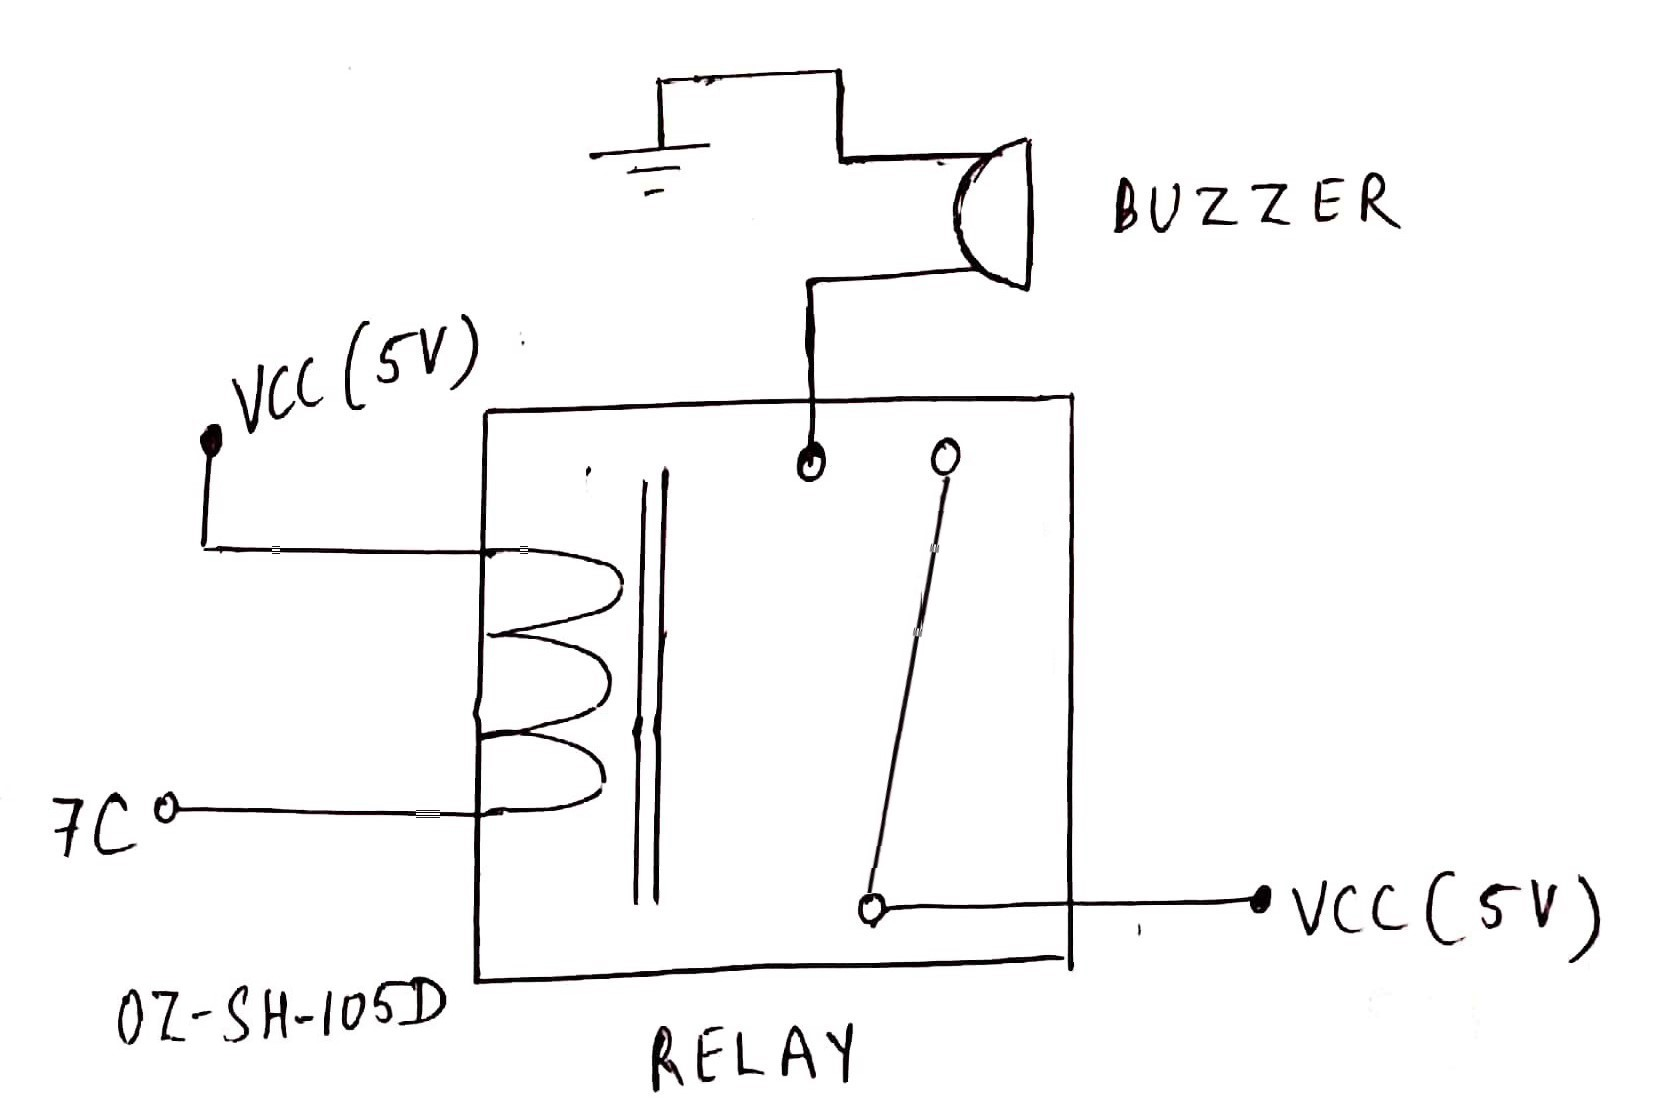 BUZZER
VCC (5V)
7C
VCC (5V)
OZ-SH-105D
RELAY